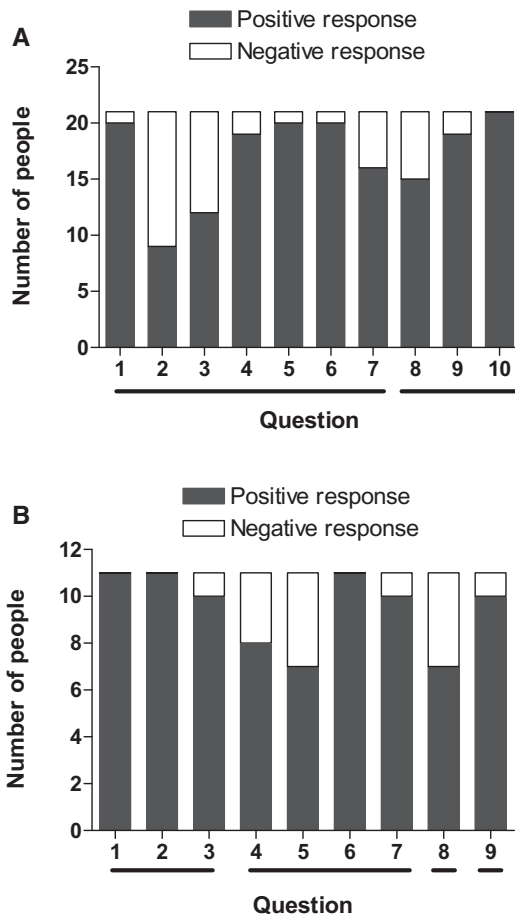 A
Positive response
Negative response
25
20
15
10
5
0
Number of people
1 2 3 4 5 6 7 8 9 10
Question
B
Positive response
Negative response
12
10
8
6
4
2
0
Number of people
1 2 3 4 5 6 7 8 9
Question